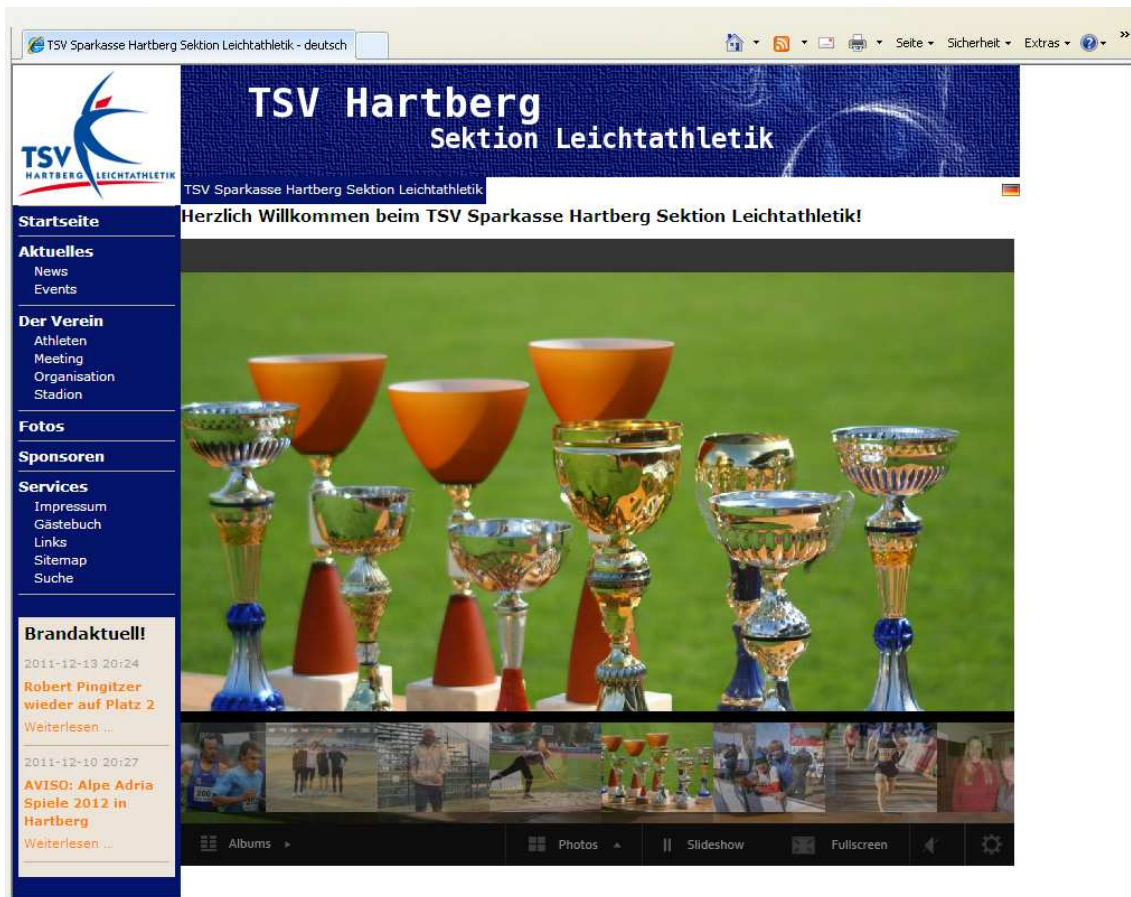 TSV Sparkasse Hartberg Sektion Leichtathletik - deutsch
Seite
Sicherheit
Extras
»
TSV
HARTBERG LEICHTATHLETIK
TSV Hartberg
Sektion Leichtathletik
TSV Sparkasse Hartberg Sektion Leichtathletik
Herzlich Willkommen beim TSV Sparkasse Hartberg Sektion Leichtathletik!
Startseite
Aktuelles
News
Events
Der Verein
Athleten
Meeting
Organisation
Stadion
Fotos
Sponsoren
Services
Impressum
Gästebuch
Links
Sitemap
Suche
Brandaktuell!
2011-12-13 20:24
Robert Pingitzer
wieder auf Platz 2
Weiterlesen ...
2011-12-10 20:27
AVISO: Alpe Adria
Spiele 2012 in
Hartberg
Weiterlesen ...
Albums
Photos
Slideshow
Fullscreen